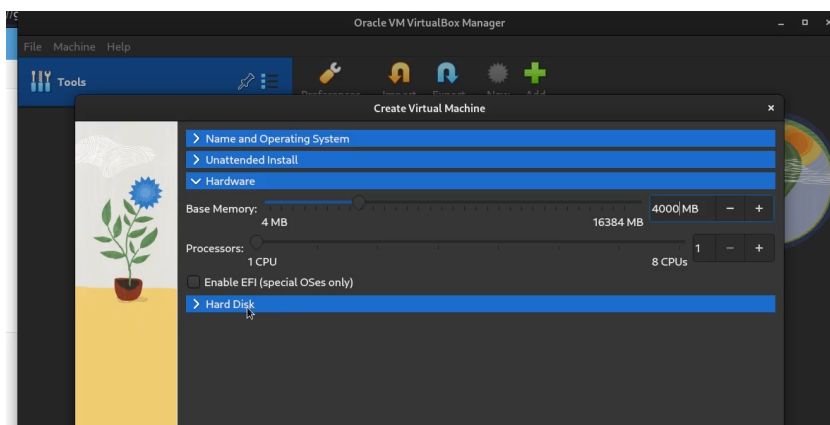 Oracle VM VirtualBox Manager
File Machine Help
Tools
Create Virtual Machine
Name and Operating System
Unattended Install
Hardware
Base Memory:
4000 MB
4 MB
16384 MB
Processors:
1
1 CPU
8 CPUs
Enable EFI (special OSes only)
Hard Disk